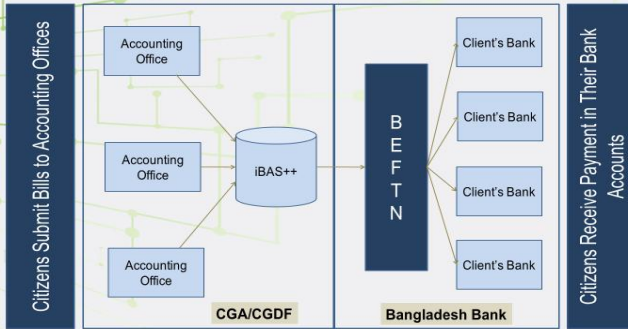 Citizens Submit Bills to Accounting Offices
Accounting
Office
Accounting
Office
Accounting
Office
iBAS++
CGA/CGDF
B
E
F
T
N
Client's Bank
Client's Bank
Client's Bank
Client's Bank
Bangladesh Bank
Citizens Receive Payment in Their Bank
Accounts